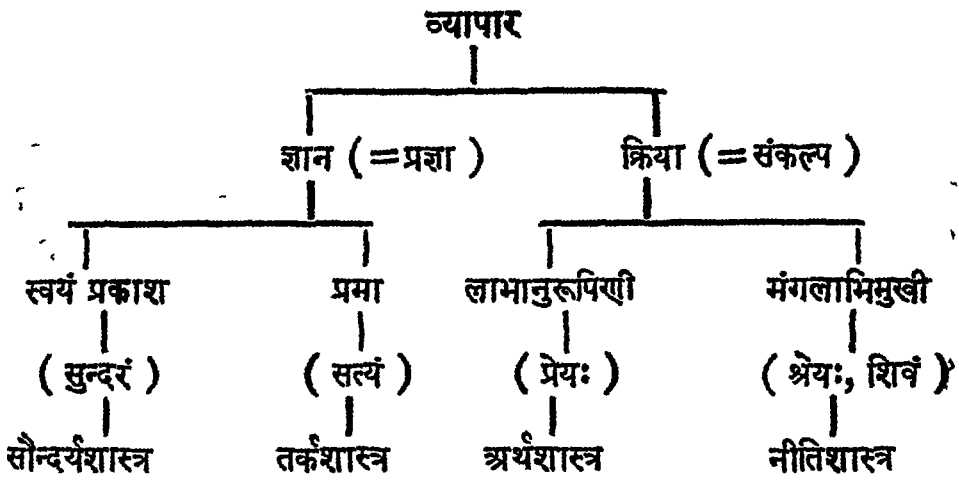 व्यापार
ज्ञान (=प्रज्ञा) क्रिया (=संकल्प)
स्वयं प्रकाश प्रमा लाभानुरूपिणी मंगलाभिमुखी
(सुन्दरं) (सत्यं) (प्रेयः) (श्रेयः, शिवं)
सौन्दर्यशास्त्र तर्कशास्त्र अर्थशास्त्र नीतिशास्त्र